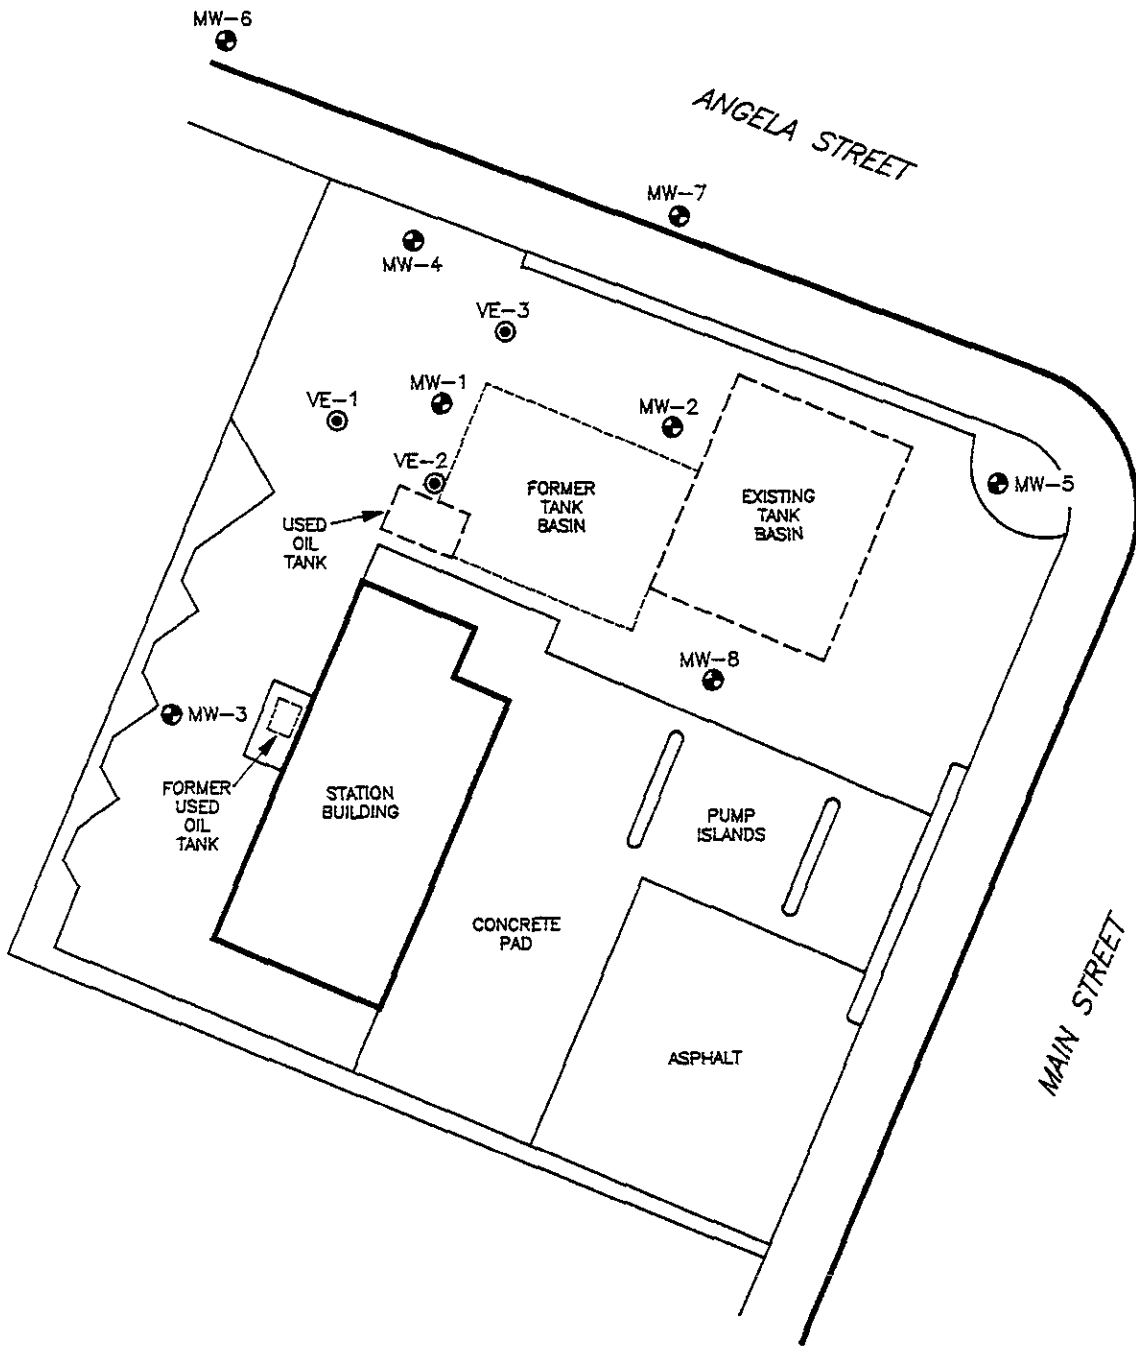 MW-6
ANGELA STREET
MW-7
MW-4
VE-3
MW-1
VE-1
MW-2
VE-2
MW-5
FORMER
TANK
BASIN
EXISTING
TANK
BASIN
USED
OIL
TANK
MW-8
MW-3
FORMER
USED
OIL
TANK
STATION
BUILDING
PUMP
ISLANDS
CONCRETE
PAD
MAIN STREET
ASPHALT